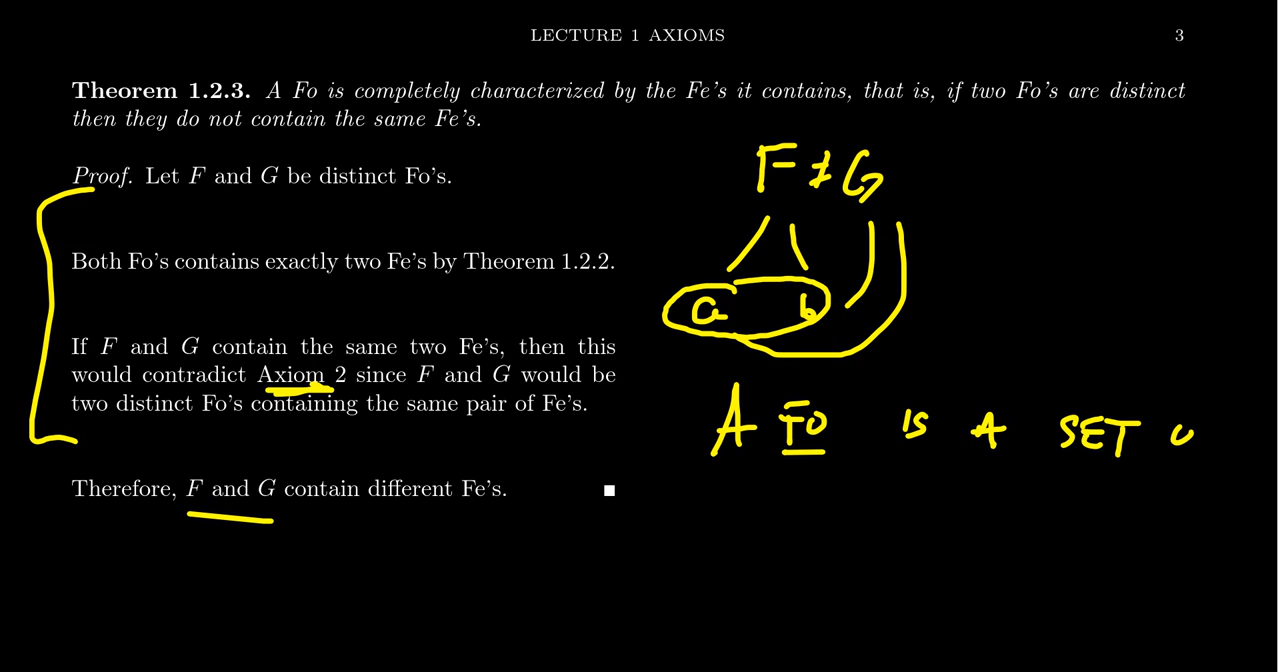 LECTURE 1 AXIOMS 3
Theorem 1.2.3. A Fo is completely characterized by the Fe's it contains, that is, if two Fo's are distinct
then they do not contain the same Fe's.
Proof. Let F and G be distinct Fo's.
Both Fo's contains exactly two Fe's by Theorem 1.2.2.
If F and G contain the same two Fe's, then this
would contradict Axiom 2 since F and G would be
two distinct Fo's containing the same pair of Fe's.
Therefore, F and G contain different Fe's. ■
F ≠ G
a b
A FO IS A SET O